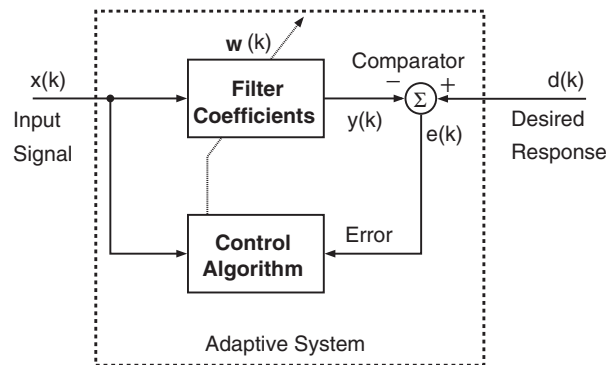 w (k)
Comparator
x(k)
Filter
Coefficients
− +
Σ
d(k)
Input
Signal
y(k)
e(k)
Desired
Response
Control
Algorithm
Error
Adaptive System